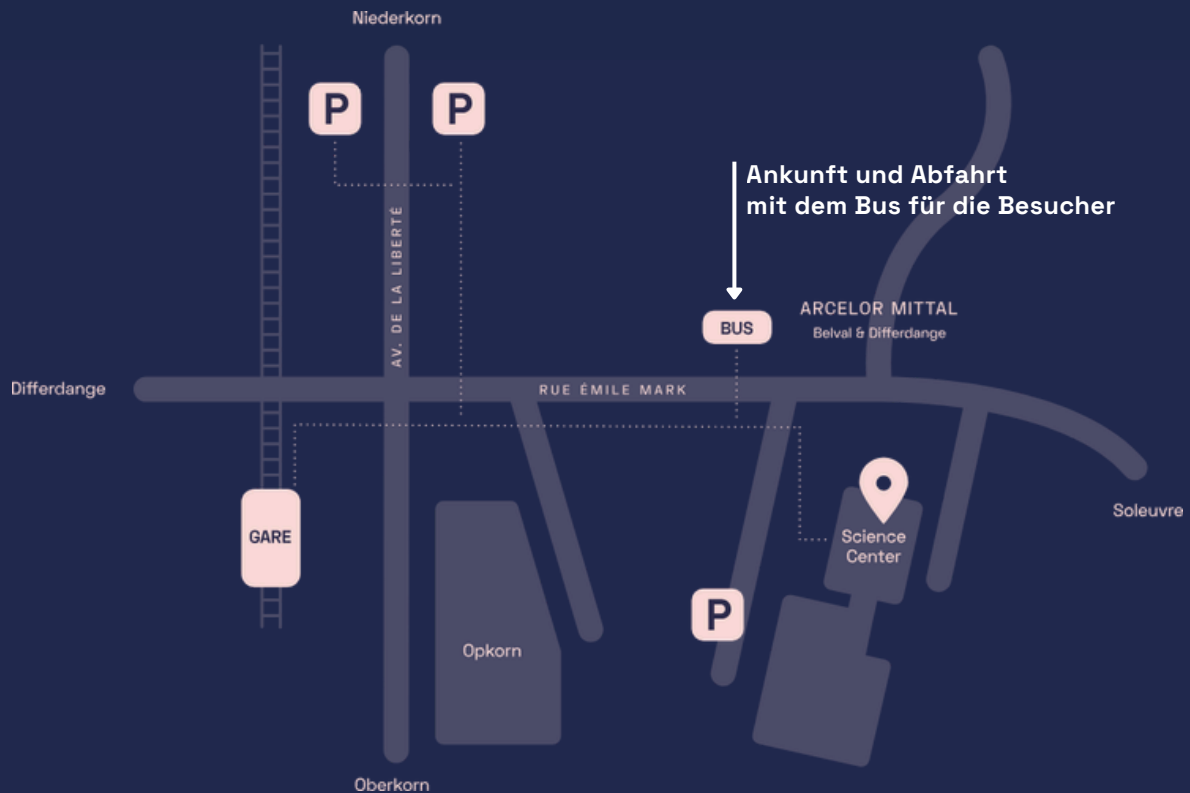 Niederkorn
P
P
Ankunft und Abfahrt
mit dem Bus für die Besucher
AV. DE LA LIBERTÉ
ARCELOR MITTAL
BUS
Belval & Differdange
Differdange
RUE ÉMILE MARK
Soleuvre
GARE
Science
Center
P
Opkorn
Oberkorn